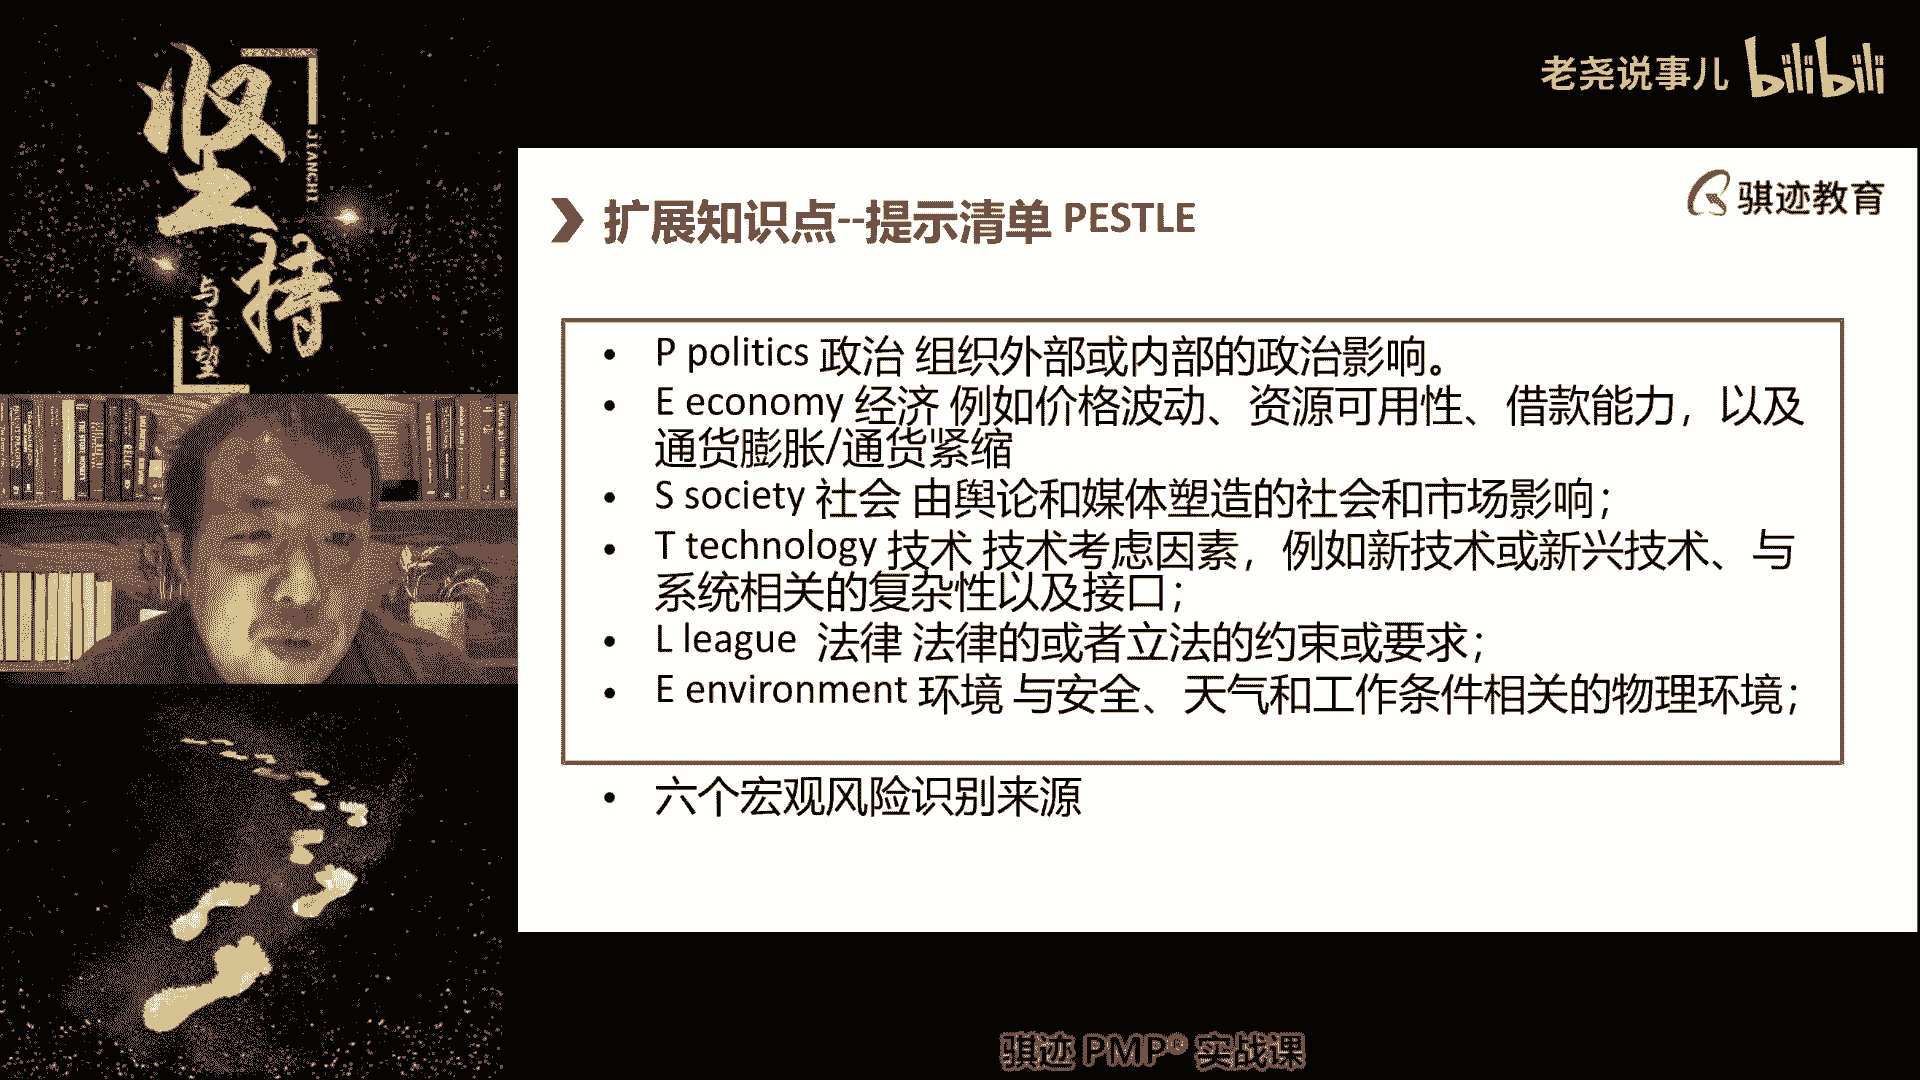 坚持
JIANCHI
与希望
老尧说事儿 bilibili
骐迹教育
扩展知识点--提示清单 PESTLE
• P politics 政治 组织外部或内部的政治影响。
• E economy 经济 例如价格波动、资源可用性、借款能力，以及
通货膨胀/通货紧缩
• S society 社会 由舆论和媒体塑造的社会和市场影响；
• T technology 技术 技术考虑因素，例如新技术或新兴技术、与
系统相关的复杂性以及接口；
• L league 法律 法律的或者立法的约束或要求；
• E environment 环境 与安全、天气和工作条件相关的物理环境；
• 六个宏观风险识别来源
骐迹 PMP® 实战课